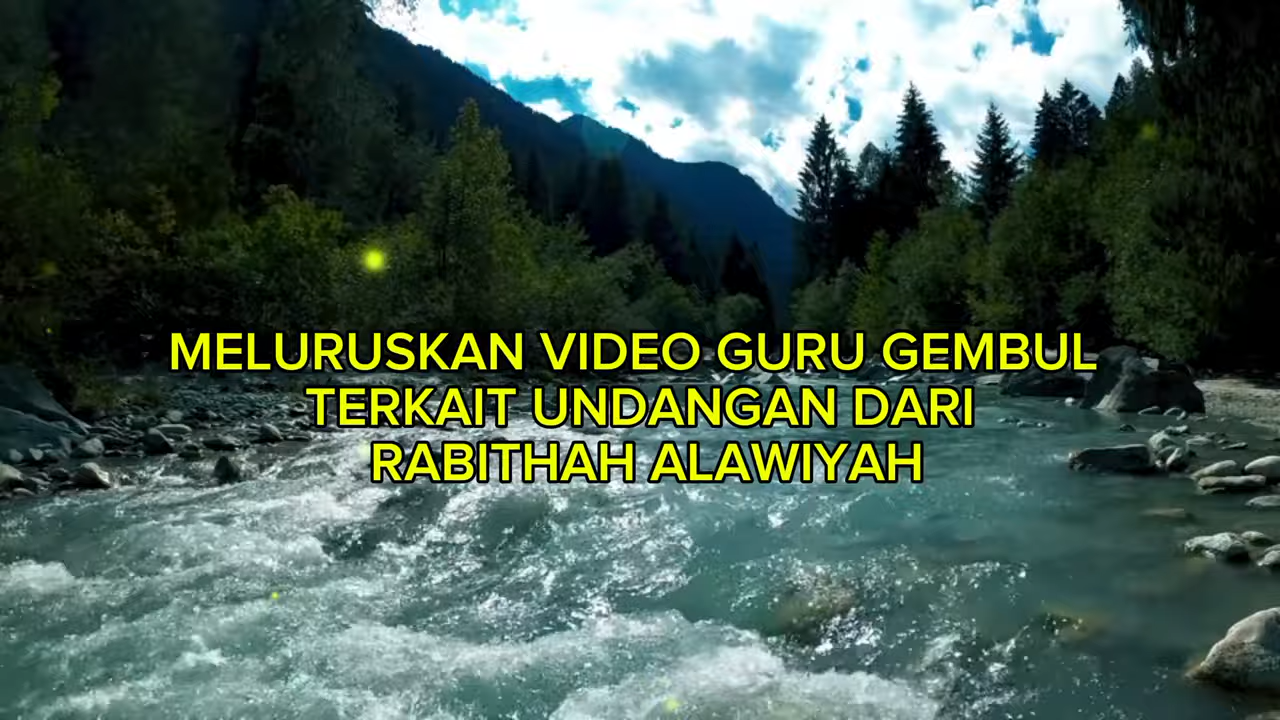 MELURUSKAN VIDEO GURU GEMBUL
TERKAIT UNDANGAN DARI
RABITHAH ALAWIYAH